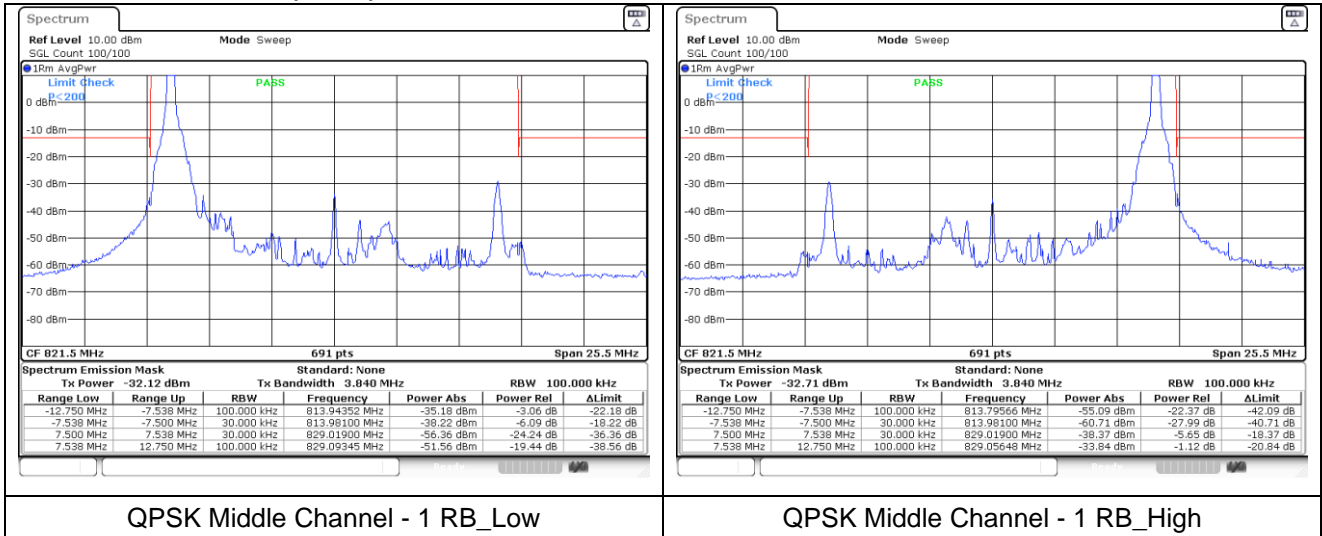 Spectrum
Ref Level 10.00 dBm Mode Sweep
SGL Count 100/100
1Rm AvgPwr
Limit Check PASS
P<200
0 dBm
-10 dBm
-20 dBm
-30 dBm
-40 dBm
-50 dBm
-60 dBm
-70 dBm
-80 dBm
CF 821.5 MHz 691 pts Span 25.5 MHz
Spectrum Emission Mask Standard: None
Tx Power -32.12 dBm Tx Bandwidth 3.840 MHz RBW 100.000 kHz
Range Low Range Up RBW Frequency Power Abs Power Rel ΔLimit
-12.750 MHz -7.538 MHz 100.000 kHz 813.94352 MHz -35.18 dBm -3.06 dB -22.18 dB
-7.538 MHz -7.500 MHz 30.000 kHz 813.98100 MHz -38.22 dBm -6.09 dB -18.22 dB
7.500 MHz 7.538 MHz 30.000 kHz 829.01900 MHz -56.36 dBm -24.24 dB -36.36 dB
7.538 MHz 12.750 MHz 100.000 kHz 829.09345 MHz -51.56 dBm -19.44 dB -38.56 dB
Ready
QPSK Middle Channel - 1 RB_Low
Spectrum
Ref Level 10.00 dBm Mode Sweep
SGL Count 100/100
1Rm AvgPwr
Limit Check PASS
P<200
0 dBm
-10 dBm
-20 dBm
-30 dBm
-40 dBm
-50 dBm
-60 dBm
-70 dBm
-80 dBm
CF 821.5 MHz 691 pts Span 25.5 MHz
Spectrum Emission Mask Standard: None
Tx Power -32.71 dBm Tx Bandwidth 3.840 MHz RBW 100.000 kHz
Range Low Range Up RBW Frequency Power Abs Power Rel ΔLimit
-12.750 MHz -7.538 MHz 100.000 kHz 813.79566 MHz -55.09 dBm -22.37 dB -42.09 dB
-7.538 MHz -7.500 MHz 30.000 kHz 813.98100 MHz -60.71 dBm -27.99 dB -40.71 dB
7.500 MHz 7.538 MHz 30.000 kHz 829.01900 MHz -38.37 dBm -5.65 dB -18.37 dB
7.538 MHz 12.750 MHz 100.000 kHz 829.05648 MHz -33.84 dBm -1.12 dB -20.84 dB
Ready
QPSK Middle Channel - 1 RB_High